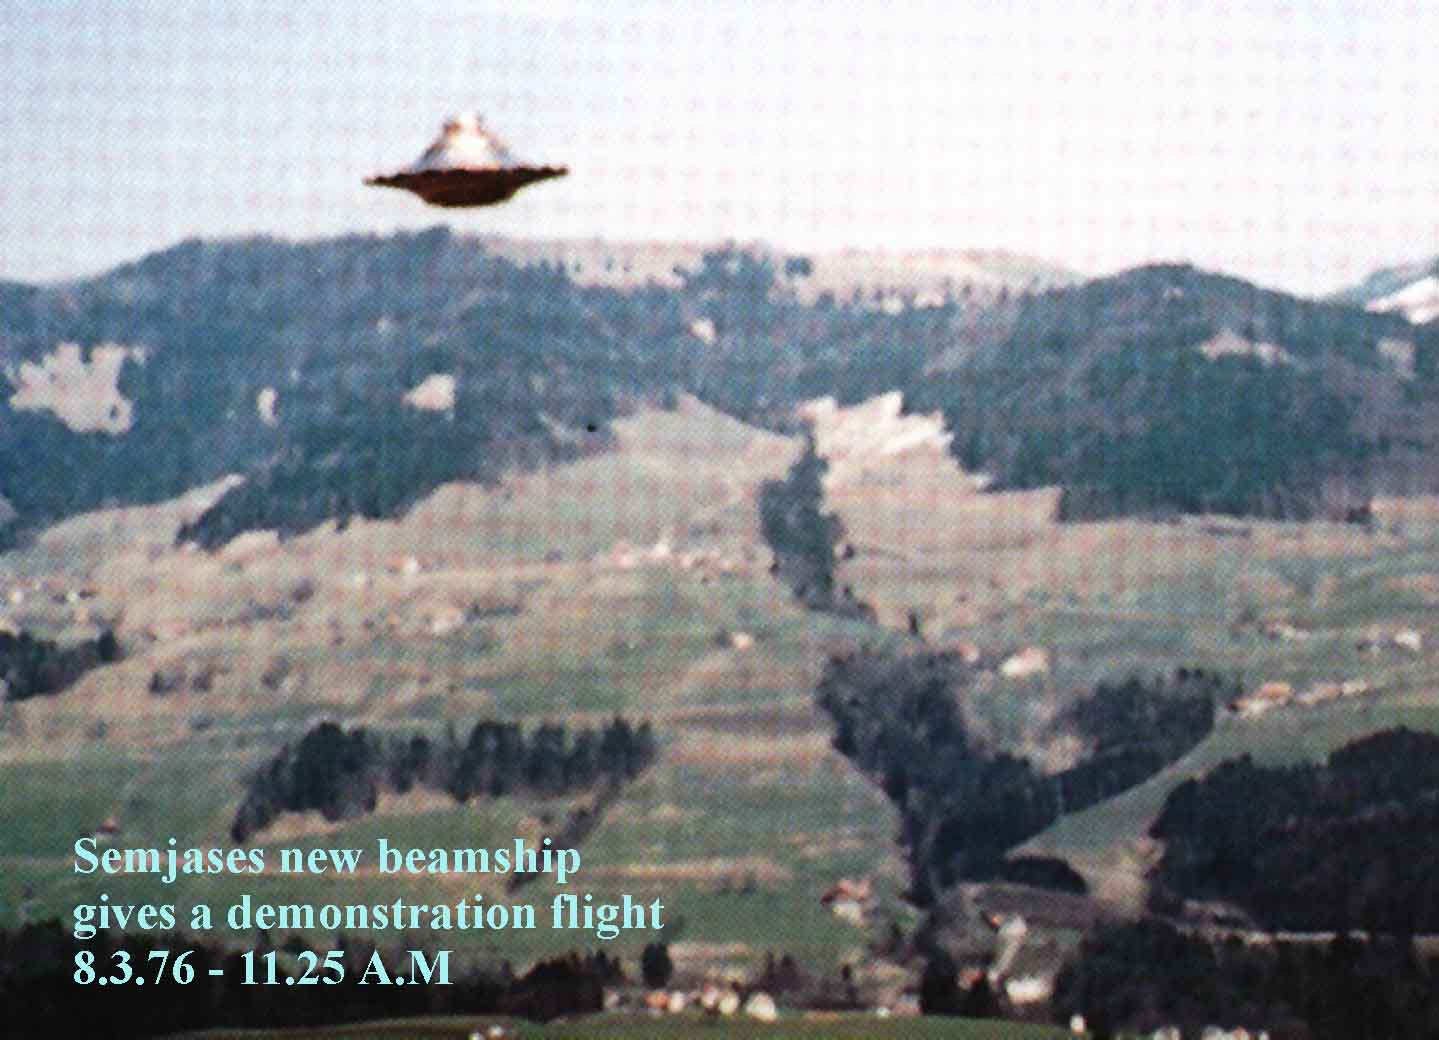 Semjases new beamship
gives a demonstration flight
8.3.76 - 11.25 A.M